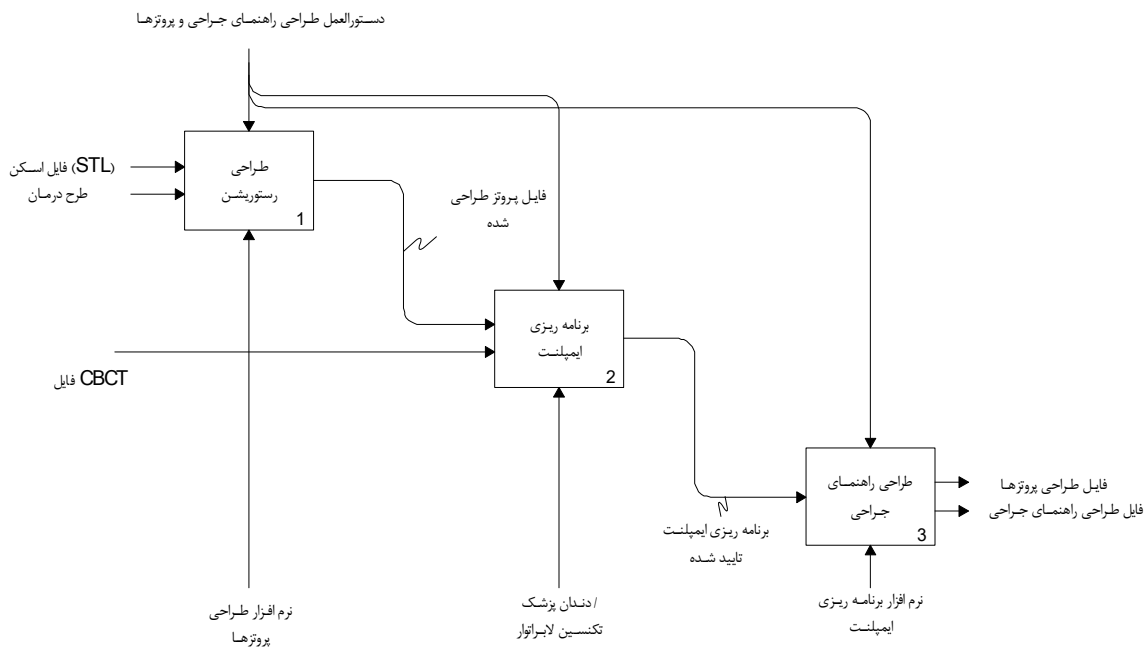 دستورالعمل طراحی راهنمای جراحی و پروتزها
فایل اسکن (STL)
طرح درمان
طراحی
رستوریشن
1
فایل پروتز طراحی
شده
برنامه ریزی
ایمپلنت
2
فایل CBCT
طراحی راهنمای
جراحی
3
فایل طراحی پروتزها
فایل طراحی راهنمای جراحی
برنامه ریزی ایمپلنت
تایید شده
نرم افزار طراحی
پروتزها
دندان پزشک /
تکنسین لابراتوار
نرم افزار برنامه ریزی
ایمپلنت